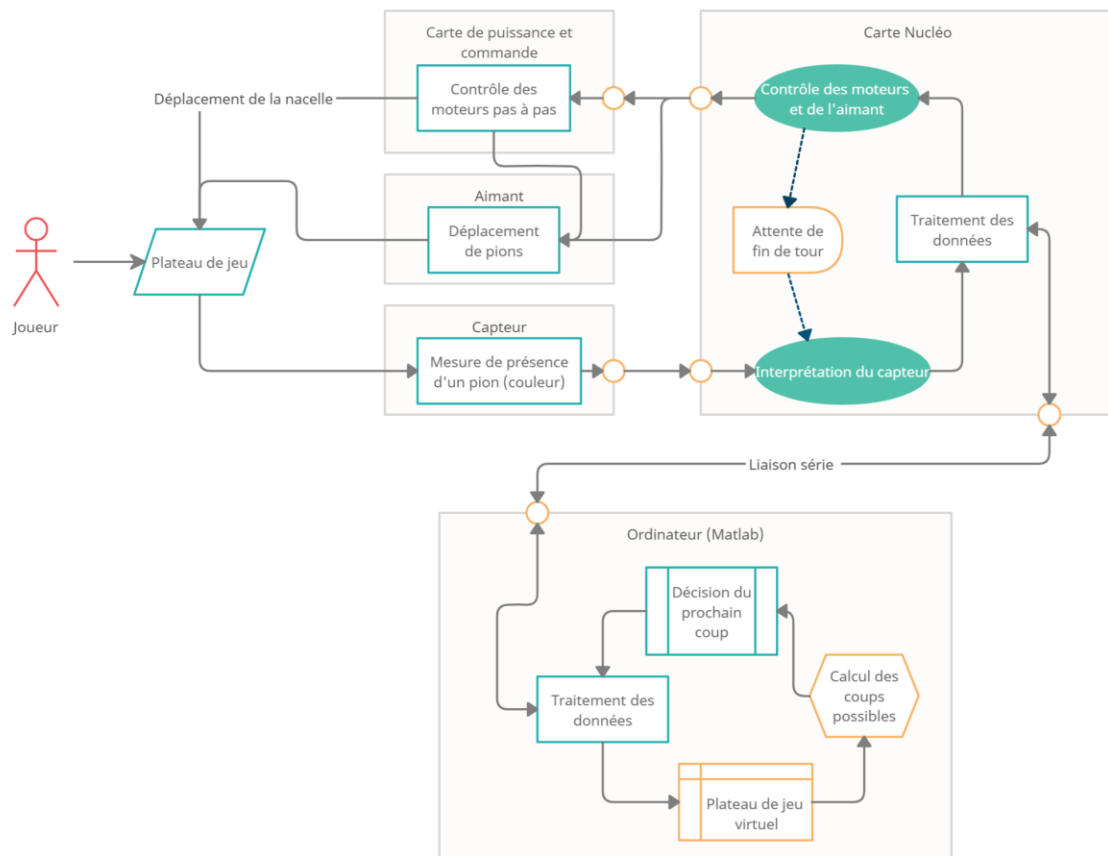 Carte de puissance et
commande
Contrôle des
moteurs pas à pas
Carte Nucléo
Contrôle des moteurs
et de l'aimant
Déplacement de la nacelle
Aimant
Déplacement
de pions
Attente de
fin de tour
Traitement des
données
Plateau de jeu
Joueur
Capteur
Mesure de présence
d'un pion (couleur)
Interprétation du capteur
Liaison série
Ordinateur (Matlab)
Décision du
prochain
coup
Calcul des
coups
possibles
Traitement des
données
Plateau de jeu
virtuel